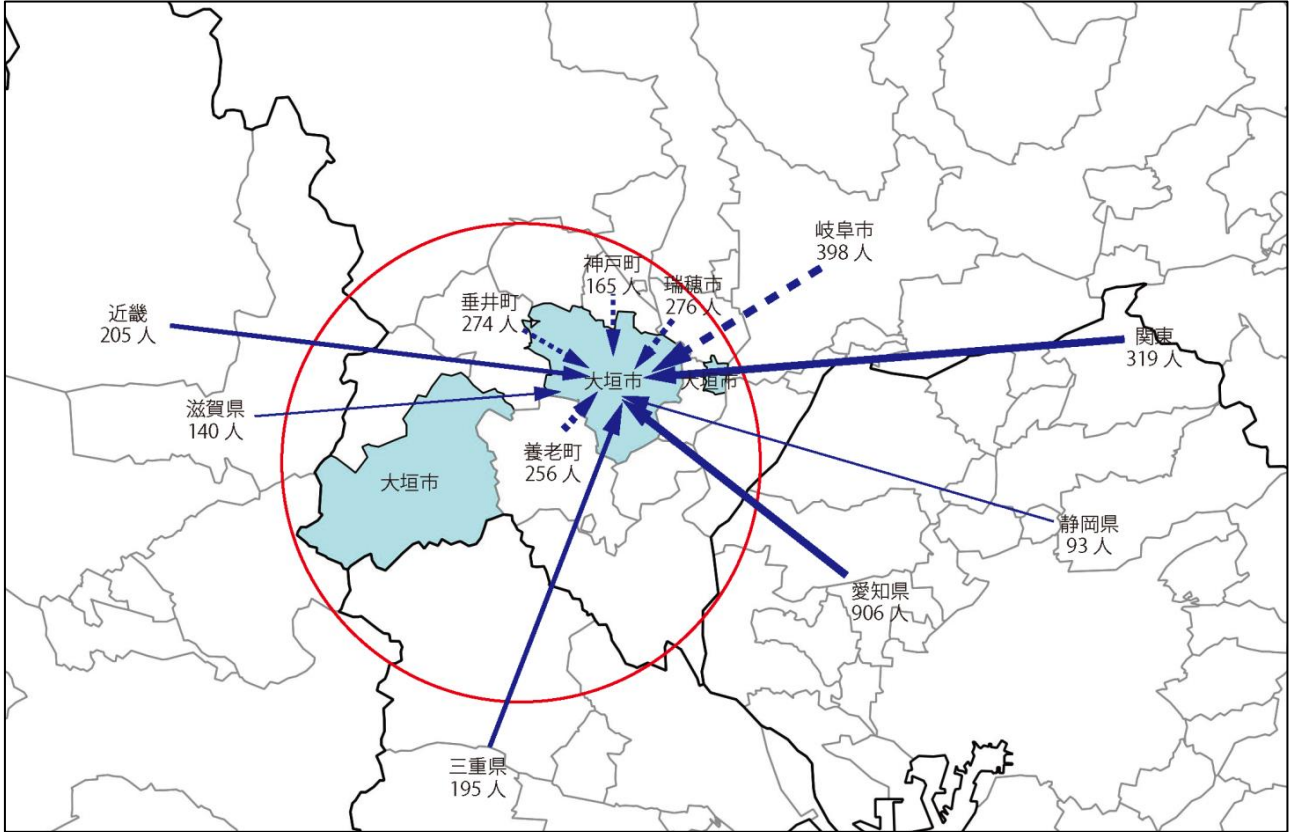 岐阜市
398 人
神戸町
165 人
瑞穂市
276 人
垂井町
274 人
近畿
205 人
関東
319 人
大垣市
大垣市
滋賀県
140 人
養老町
256 人
大垣市
静岡県
93 人
愛知県
906 人
三重県
195 人